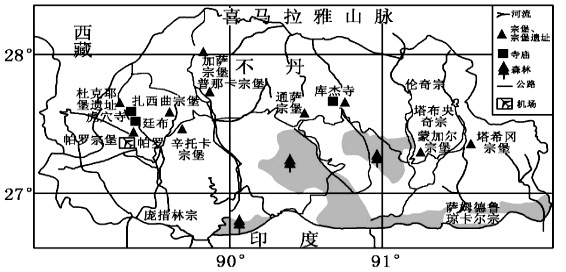 喜马拉雅山脉
西藏
28°
不丹
加萨宗堡
普那卡宗堡
杜克耶堡遗址
扎西曲宗堡
虎穴寺
廷布
通萨宗堡
库杰寺
伦奇宗
塔布央奇宗
帕罗宗堡
帕罗
辛托卡宗堡
蒙加尔宗堡
塔希冈宗堡
27°
庞措林宗
萨姆德鲁琼卡尔宗
印度
90°
91°
河流
宗堡、宗堡遗址
寺庙
森林
公路
机场